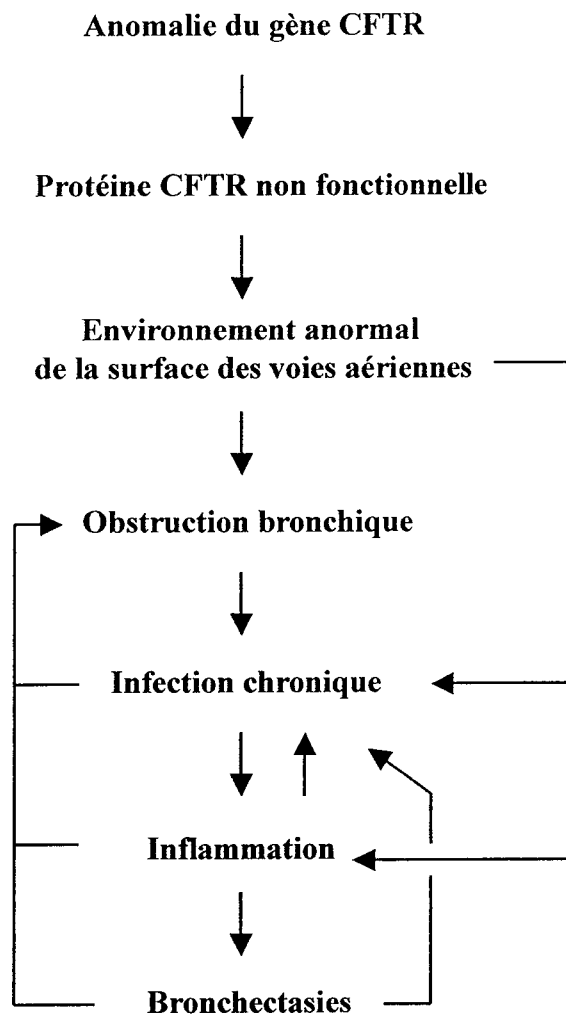 Anomalie du gène CFTR
Protéine CFTR non fonctionnelle
Environnement anormal
de la surface des voies aériennes
Obstruction bronchique
Infection chronique
Inflammation
Bronchectasies